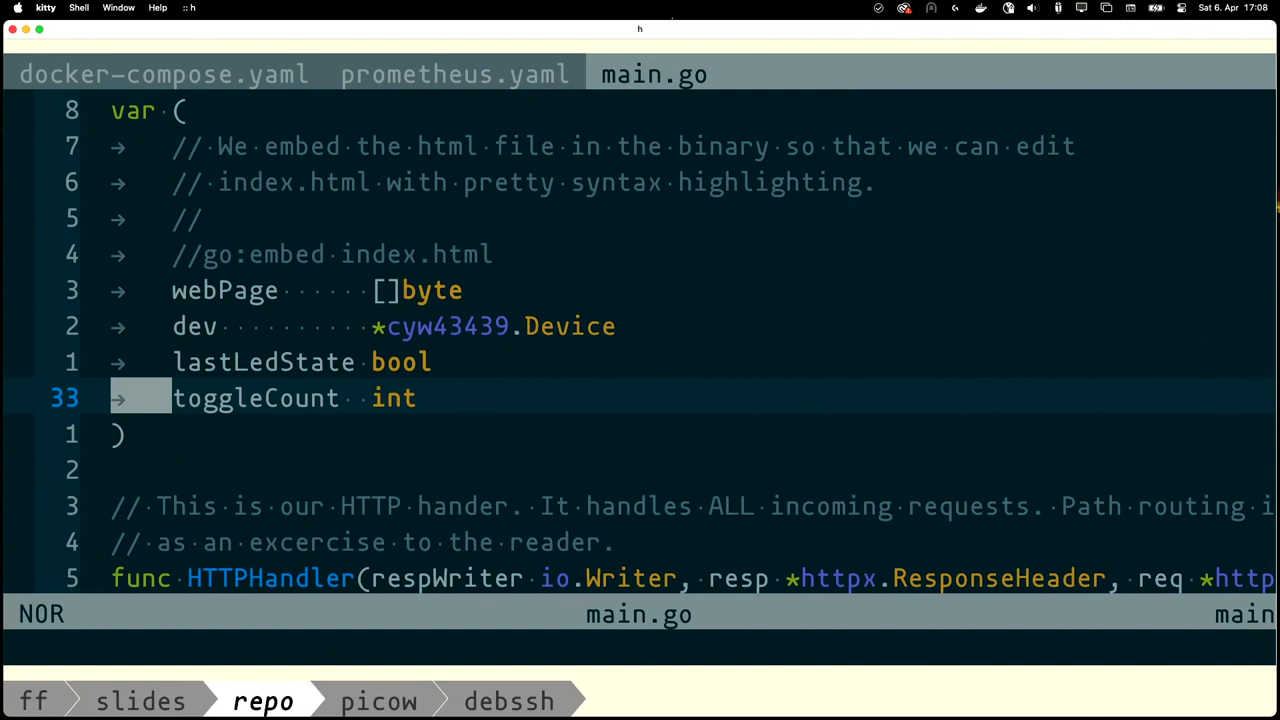 kitty Shell Window Help :: h Sat 6. Apr 17:08
h
docker-compose.yaml prometheus.yaml main.go
8 var (
7 // We embed the html file in the binary so that we can edit
6 // index.html with pretty syntax highlighting.
5 //
4 //go:embed index.html
3 webPage []byte
2 dev *cyw43439.Device
1 lastLedState bool
33 toggleCount int
1 )
2
3 // This is our HTTP hander. It handles ALL incoming requests. Path routing i
4 // as an excercise to the reader.
5 func HTTPHandler(respWriter io.Writer, resp *httpx.ResponseHeader, req *http
NOR main.go main
ff slides repo picow debssh